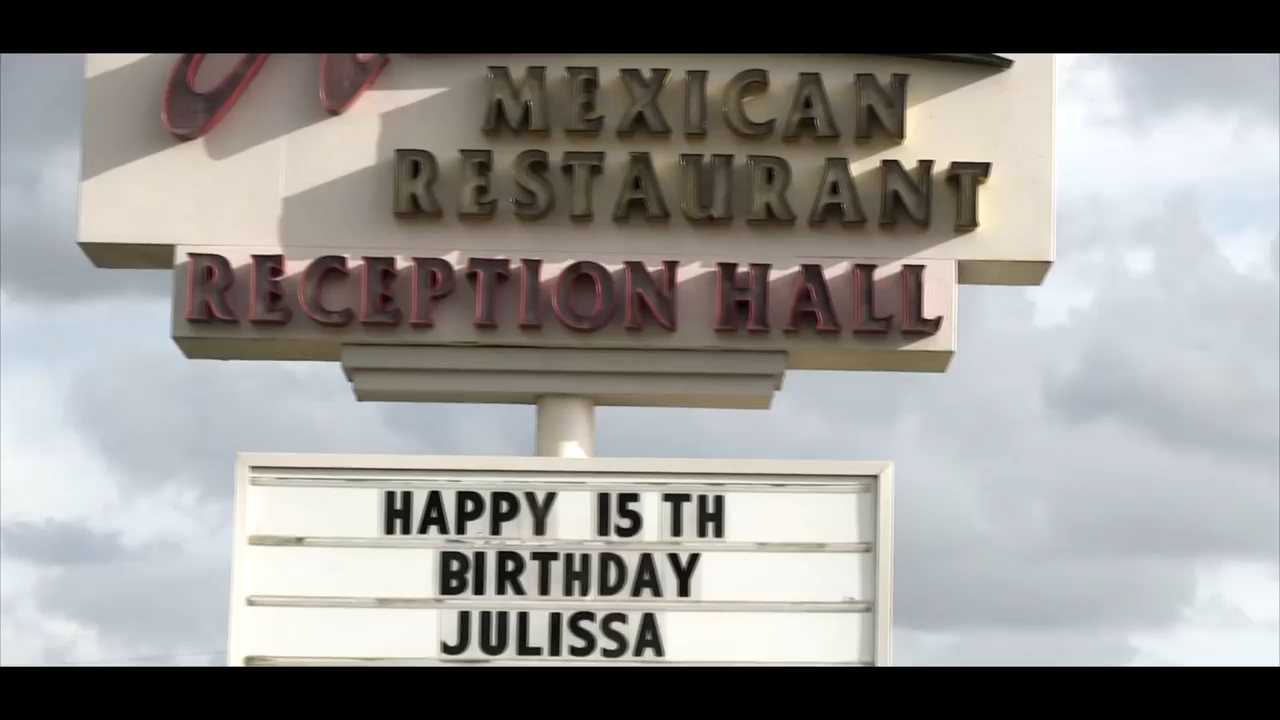 MEXICAN
RESTAURANT
RECEPTION HALL
HAPPY 15 TH
BIRTHDAY
JULISSA